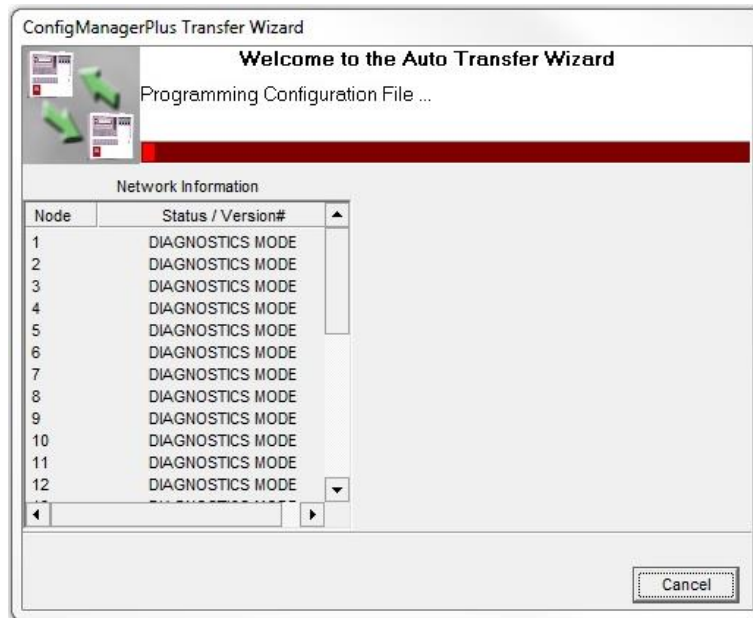 ConfigManagerPlus Transfer Wizard
Welcome to the Auto Transfer Wizard
Programming Configuration File ...
Network Information
Node Status / Version#
1 DIAGNOSTICS MODE
2 DIAGNOSTICS MODE
3 DIAGNOSTICS MODE
4 DIAGNOSTICS MODE
5 DIAGNOSTICS MODE
6 DIAGNOSTICS MODE
7 DIAGNOSTICS MODE
8 DIAGNOSTICS MODE
9 DIAGNOSTICS MODE
10 DIAGNOSTICS MODE
11 DIAGNOSTICS MODE
12 DIAGNOSTICS MODE
Cancel